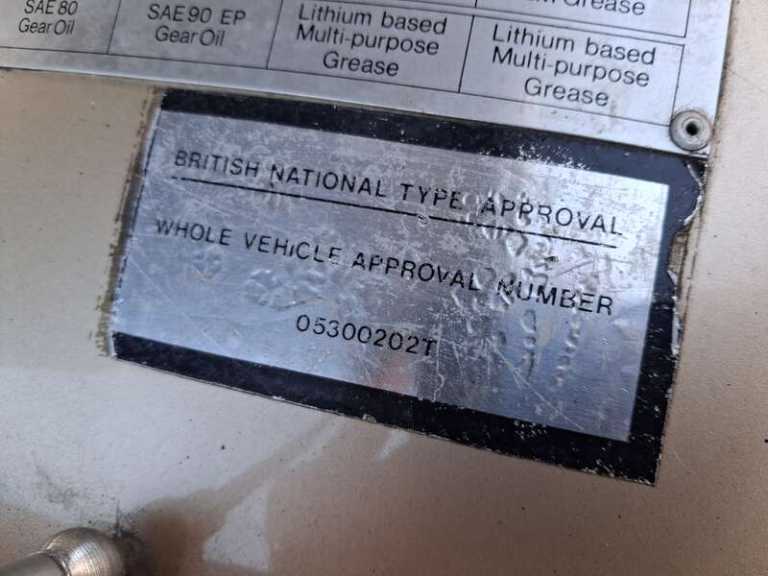 SAE 80
Gear Oil
SAE 90 EP
Gear Oil
Lithium based
Multi-purpose
Grease
Grease
Lithium based
Multi-purpose
Grease
BRITISH NATIONAL TYPE APPROVAL
WHOLE VEHICLE APPROVAL NUMBER
05300202T